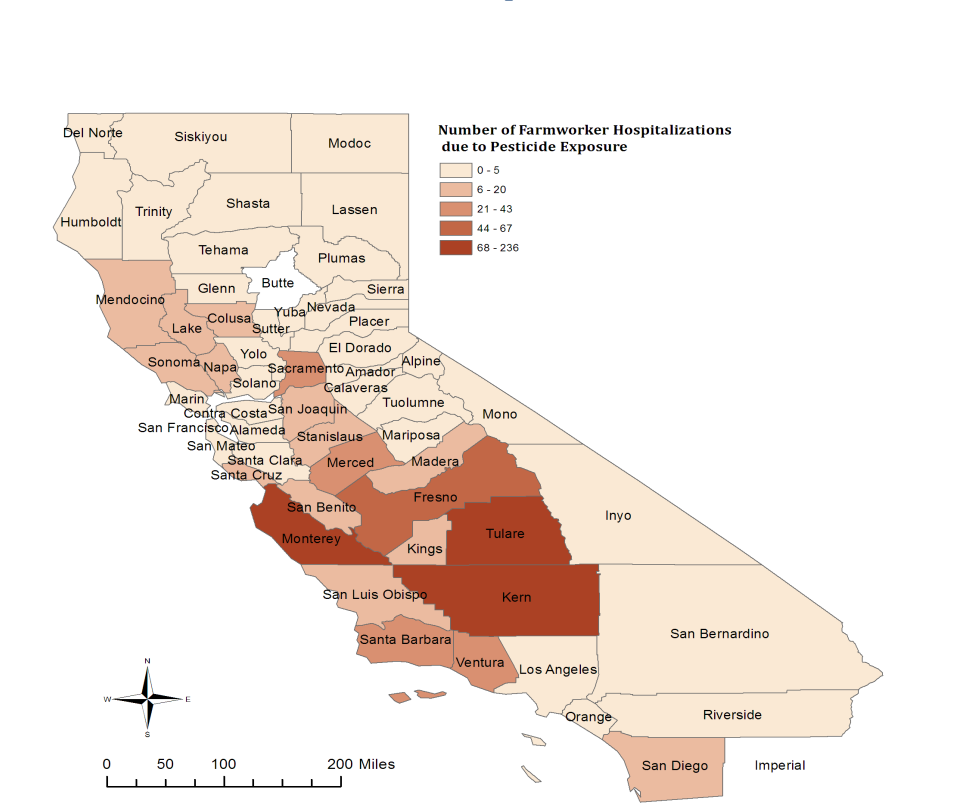 Number of Farmworker Hospitalizations
due to Pesticide Exposure
0 - 5
6 - 20
21 - 43
44 - 67
68 - 236
Del Norte
Siskiyou
Modoc
Humboldt
Trinity
Shasta
Lassen
Tehama
Plumas
Glenn
Butte
Sierra
Mendocino
Lake
Colusa
Yuba
Nevada
Sutter
Placer
Sonoma
Napa
Yolo
Sacramento
El Dorado
Alpine
Solano
Amador
Calaveras
Marin
Contra Costa
San Joaquin
Tuolumne
Mono
San Francisco
Alameda
Stanislaus
Mariposa
San Mateo
Santa Clara
Merced
Madera
Santa Cruz
San Benito
Fresno
Inyo
Monterey
Kings
Tulare
San Luis Obispo
Kern
San Bernardino
Santa Barbara
Ventura
Los Angeles
Orange
Riverside
San Diego
Imperial
N
W
E
S
0 50 100 200 Miles